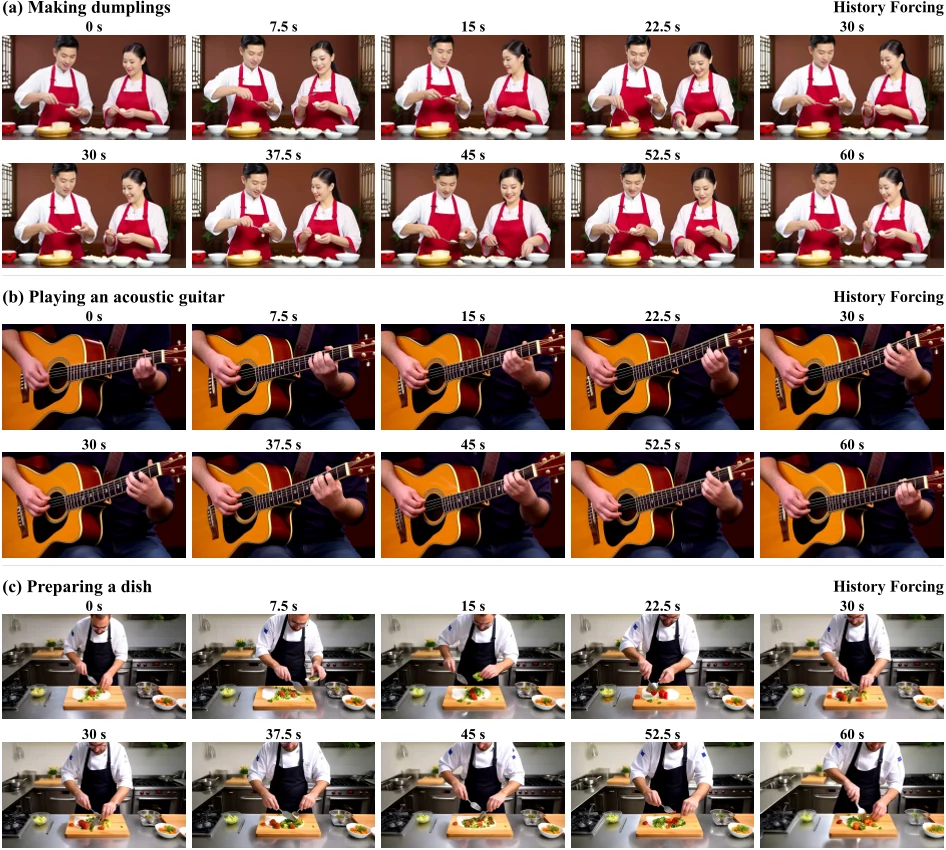 (a) Making dumplings History Forcing
0 s 7.5 s 15 s 22.5 s 30 s
30 s 37.5 s 45 s 52.5 s 60 s
(b) Playing an acoustic guitar History Forcing
0 s 7.5 s 15 s 22.5 s 30 s
30 s 37.5 s 45 s 52.5 s 60 s
(c) Preparing a dish History Forcing
0 s 7.5 s 15 s 22.5 s 30 s
30 s 37.5 s 45 s 52.5 s 60 s